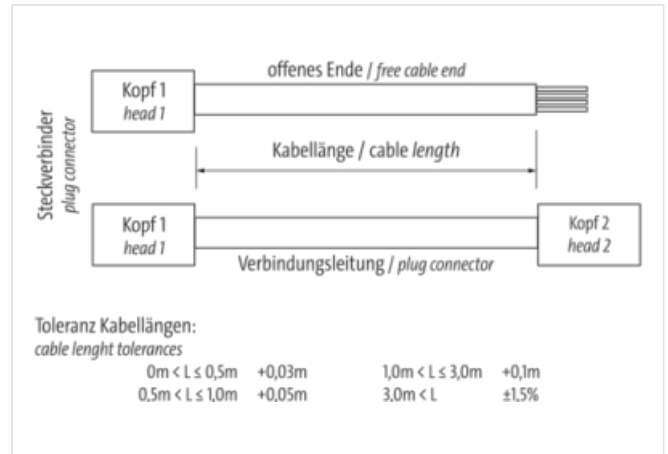 offenes Ende / free cable end
Kopf 1
head 1
Steckverbinder
plug connector
Kabellänge / cable length
Kopf 1
head 1
Kopf 2
head 2
Verbindungsleitung / plug connector
Toleranz Kabellängen:
cable lenght tolerances
0m < L ≤ 0,5m +0,03m 1,0m < L ≤ 3,0m +0,1m
0,5m < L ≤ 1,0m +0,05m 3,0m < L ±1,5%